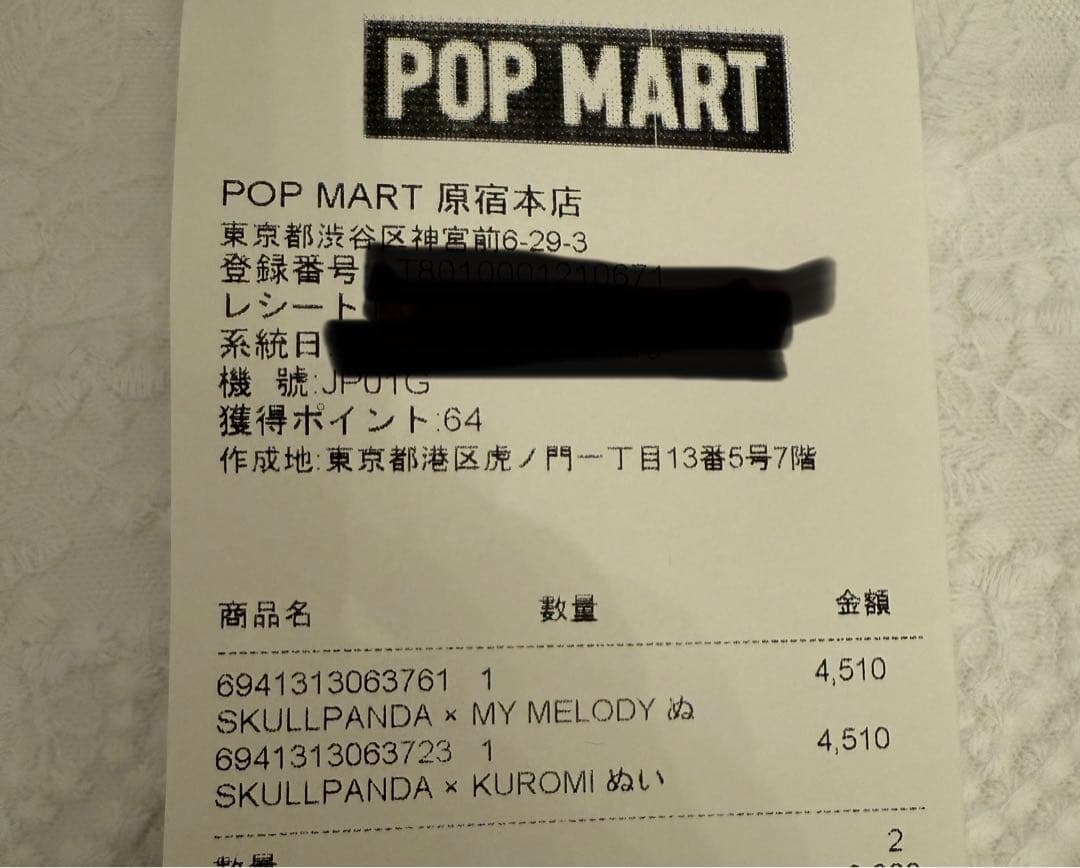 POP MART
POP MART 原宿本店
東京都渋谷区神宮前6-29-3
登録番号
レシート
系統日
機 號:JP01G
獲得ポイント:64
作成地:東京都港区虎ノ門一丁目13番5号7階
商品名 數量 金額
6941313063761 1 4,510
SKULLPANDA × MY MELODY ぬ
6941313063723 1 4,510
SKULLPANDA × KUROMI ぬい
數量 2